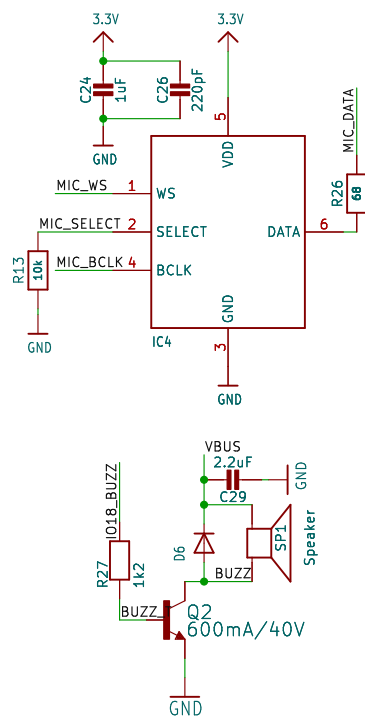 3.3V
3.3V
C24
1uF
C26
220pF
GND
5
VDD
MIC_DATA
R26
68
MIC_WS
1
WS
MIC_SELECT
2
SELECT
DATA
6
R13
10k
MIC_BCLK
4
BCLK
GND
GND
IC4
3
GND
VBUS
2.2uF
C29
GND
IO18_BUZZ
R27
1k2
D6
SP1
Speaker
BUZZ
BUZZ_
Q2
600mA/40V
GND